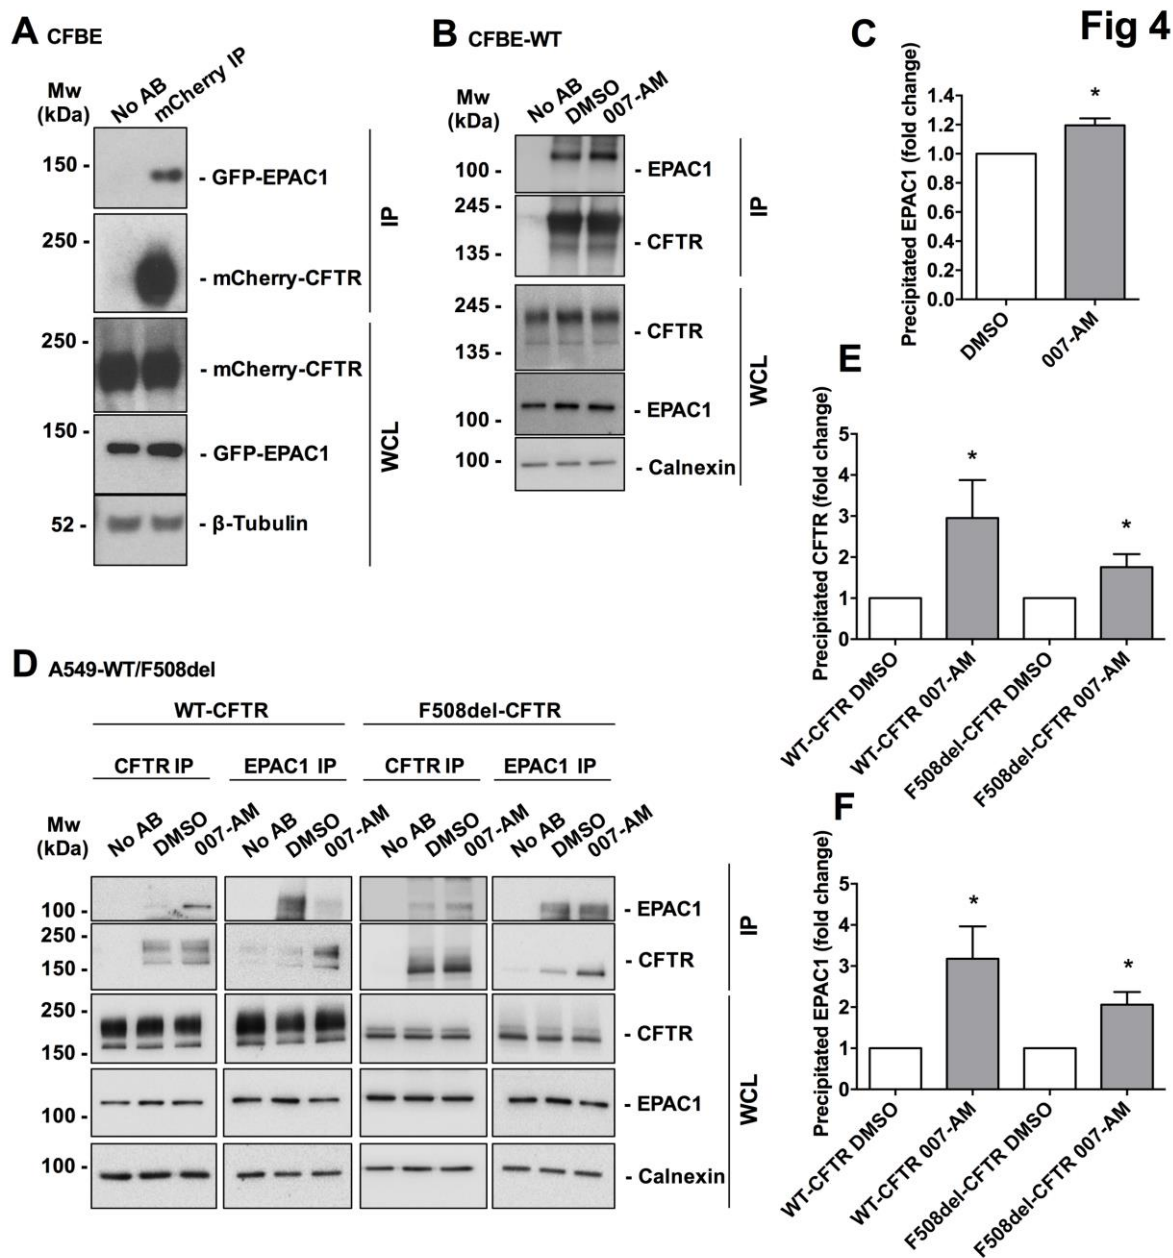 Fig 4
A CFBE
Mw
(kDa)
No AB
mCherry IP
150 -
- GFP-EPAC1
250 -
- mCherry-CFTR
IP
250 -
- mCherry-CFTR
150 -
- GFP-EPAC1
52 -
- β-Tubulin
WCL
B CFBE-WT
Mw
(kDa)
No AB
DMSO
007-AM
100 -
- EPAC1
245 -
135 -
- CFTR
IP
245 -
135 -
- CFTR
100 -
- EPAC1
100 -
- Calnexin
WCL
C
Precipitated EPAC1 (fold change)
1.4
1.2
1.0
0.8
0.6
0.4
0.2
0.0
*
DMSO
007-AM
D A549-WT/F508del
WT-CFTR
F508del-CFTR
CFTR IP
EPAC1 IP
CFTR IP
EPAC1 IP
Mw
(kDa)
No AB
DMSO
007-AM
No AB
DMSO
007-AM
No AB
DMSO
007-AM
No AB
DMSO
007-AM
100 -
- EPAC1
250 -
150 -
- CFTR
IP
250 -
150 -
- CFTR
100 -
- EPAC1
100 -
- Calnexin
WCL
E
Precipitated CFTR (fold change)
5
4
3
2
1
0
*
*
WT-CFTR DMSO
WT-CFTR 007-AM
F508del-CFTR DMSO
F508del-CFTR 007-AM
F
Precipitated EPAC1 (fold change)
5
4
3
2
1
0
*
*
WT-CFTR DMSO
WT-CFTR 007-AM
F508del-CFTR DMSO
F508del-CFTR 007-AM